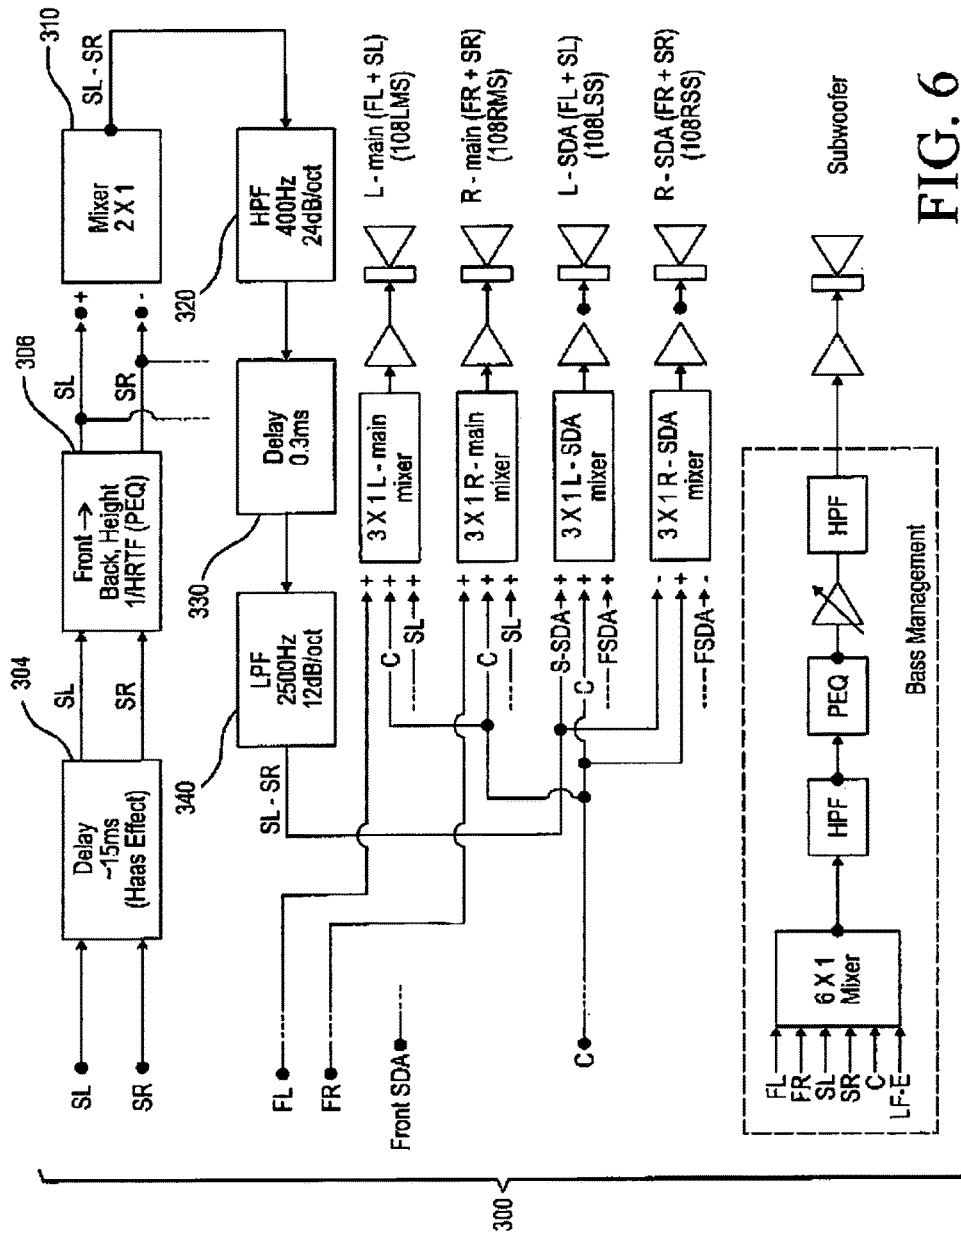 SL
SR
Delay
~15ms
(Haas Effect)
304
SL
SR
Front →
Back, Height
1/HRTF (PEQ)
306
SL
SR
+
-
Mixer
2 X 1
310
SL - SR
HPF
400Hz
24dB/oct
320
Delay
0.3ms
330
LPF
2500Hz
12dB/oct
340
SL - SR
FL
FR
Front SDA
C
+
C
+
SL
+
3 X 1 L - main
mixer
L - main (FL + SL)
(108LMS)
+
C
+
SL
+
3 X 1 R - main
mixer
R - main (FR + SR)
(108RMS)
S-SDA
+
C
+
FSDA
+
3 X 1 L - SDA
mixer
L - SDA (FL + SL)
(108LSS)
-
+
FSDA
-
3 X 1 R - SDA
mixer
R - SDA (FR + SR)
(108RSS)
FL
FR
SL
SR
C
LF-E
6 X 1
Mixer
HPF
PEQ
HPF
Bass Management
Subwoofer
300
FIG. 6